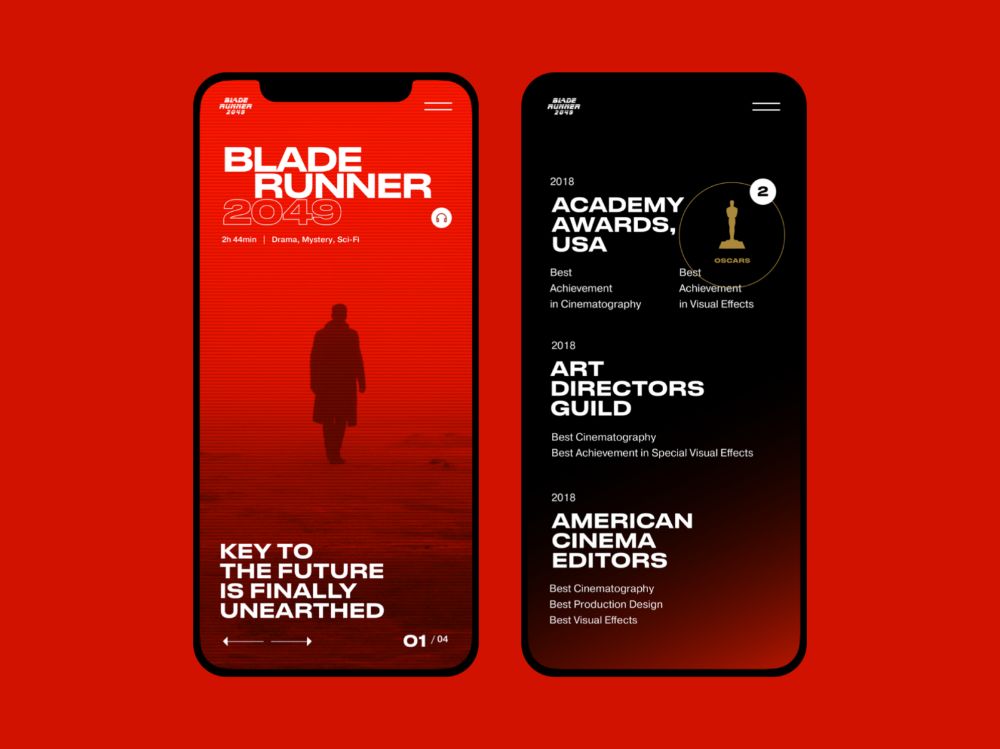 BLADE
RUNNER
2049
BLADE
RUNNER
2049
2h 44min | Drama, Mystery, Sci-Fi
KEY TO
THE FUTURE
IS FINALLY
UNEARTHED
01 / 04
BLADE
RUNNER
2049
2018
ACADEMY
AWARDS,
USA
2
OSCARS
Best
Achievement
in Cinematography
Best
Achievement
in Visual Effects
2018
ART
DIRECTORS
GUILD
Best Cinematography
Best Achievement in Special Visual Effects
2018
AMERICAN
CINEMA
EDITORS
Best Cinematography
Best Production Design
Best Visual Effects